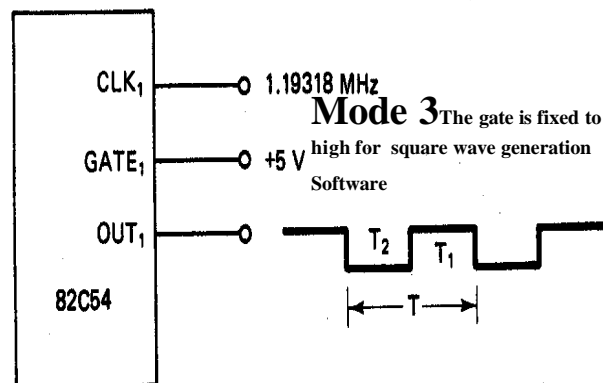 CLK₁
1.19318 MHz
Mode 3 The gate is fixed to
high for square wave generation
GATE₁
+5 V
Software
OUT₁
T₂
T₁
82C54
T